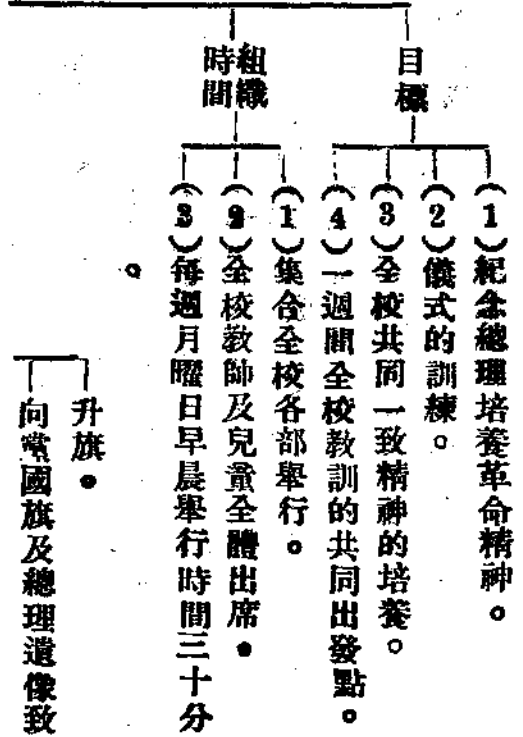 目標
(1)紀念總理培養革命精神。
(2)儀式的訓練。
(3)全校共同一致精神的培養。
(4)一週間全校教訓的共同出發點。
組織
時間
(1)集合全校各部舉行。
(2)全校教師及兒童全體出席。
(3)每週月曜日早晨舉行時間三十分
。
升旗。
向黨國旗及總理遺像致